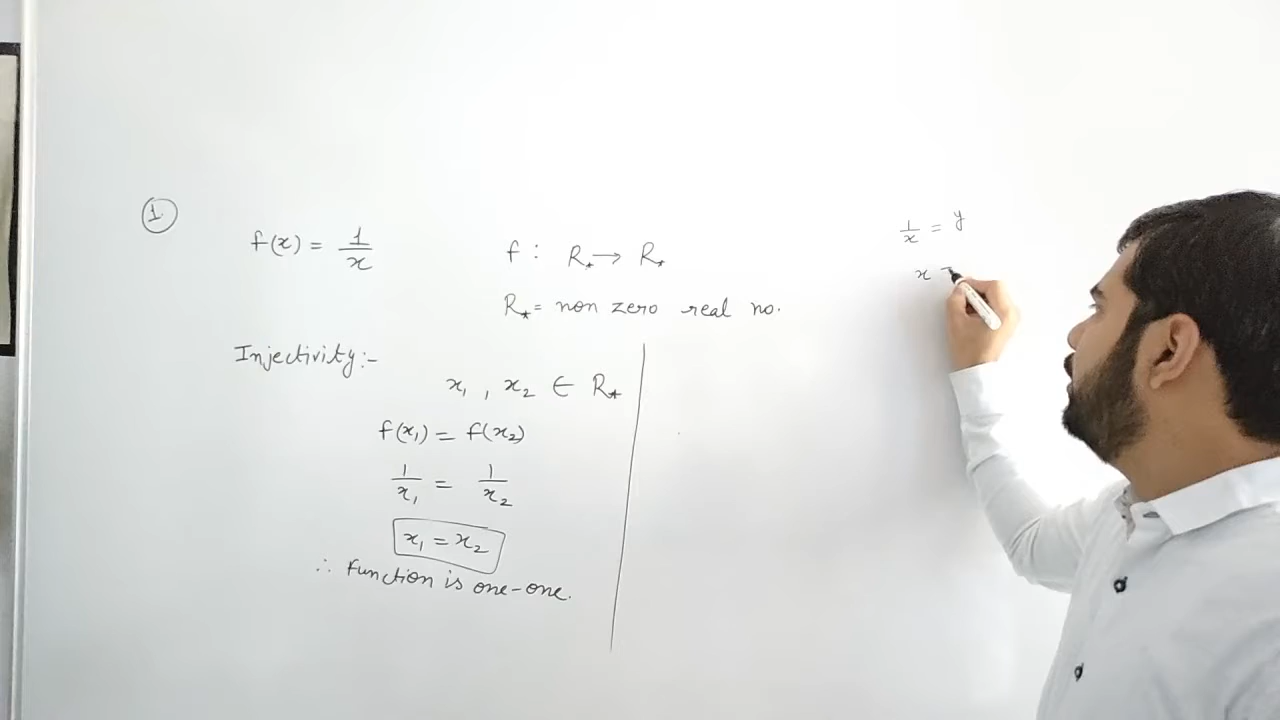 1.
f(x) = 1/x
f : R* → R*
R* = non zero real no.
Injectivity:-
x₁ , x₂ ∈ R*
f(x₁) = f(x₂)
1/x₁ = 1/x₂
x₁ = x₂
∴ function is one-one.
1/x = y
x =